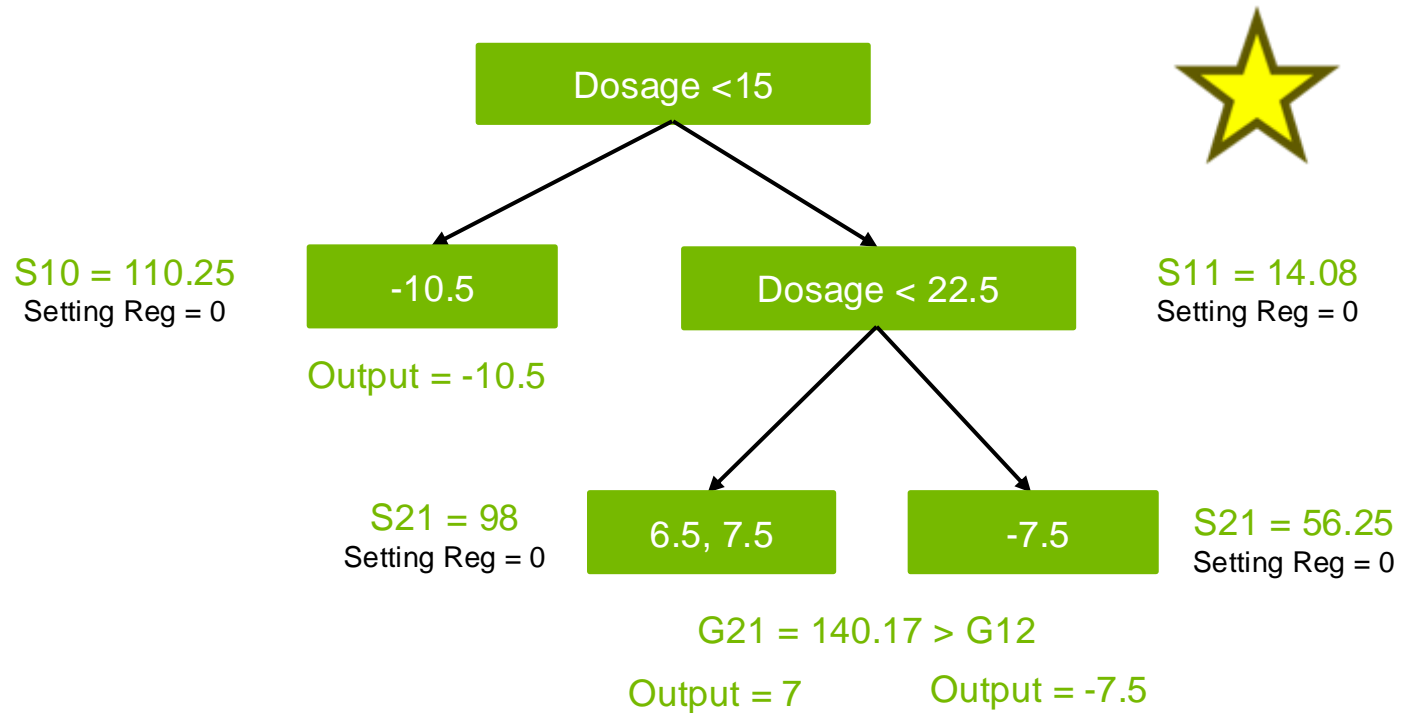 Dosage <15
S10 = 110.25
Setting Reg = 0
-10.5
Dosage < 22.5
S11 = 14.08
Setting Reg = 0
Output = -10.5
S21 = 98
Setting Reg = 0
6.5, 7.5
-7.5
S21 = 56.25
Setting Reg = 0
G21 = 140.17 > G12
Output = 7
Output = -7.5